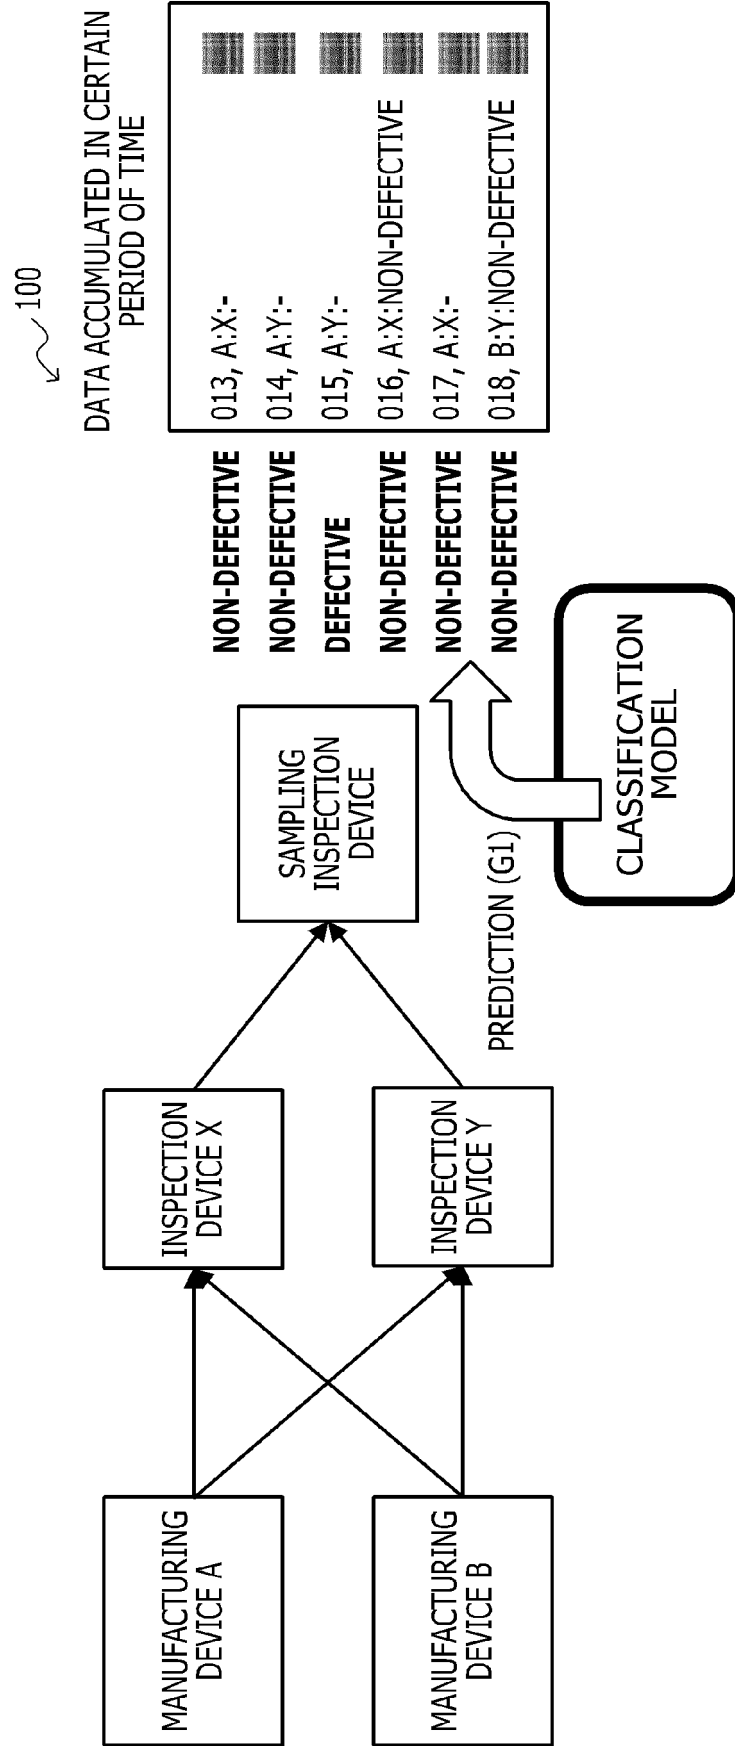 100
DATA ACCUMULATED IN CERTAIN
PERIOD OF TIME
NON-DEFECTIVE
013, A:X:-
NON-DEFECTIVE
014, A:Y:-
DEFECTIVE
015, A:Y:-
NON-DEFECTIVE
016, A:X:NON-DEFECTIVE
NON-DEFECTIVE
017, A:X:-
NON-DEFECTIVE
018, B:Y:NON-DEFECTIVE
MANUFACTURING
DEVICE A
INSPECTION
DEVICE X
SAMPLING
INSPECTION
DEVICE
MANUFACTURING
DEVICE B
INSPECTION
DEVICE Y
PREDICTION (G1)
CLASSIFICATION
MODEL